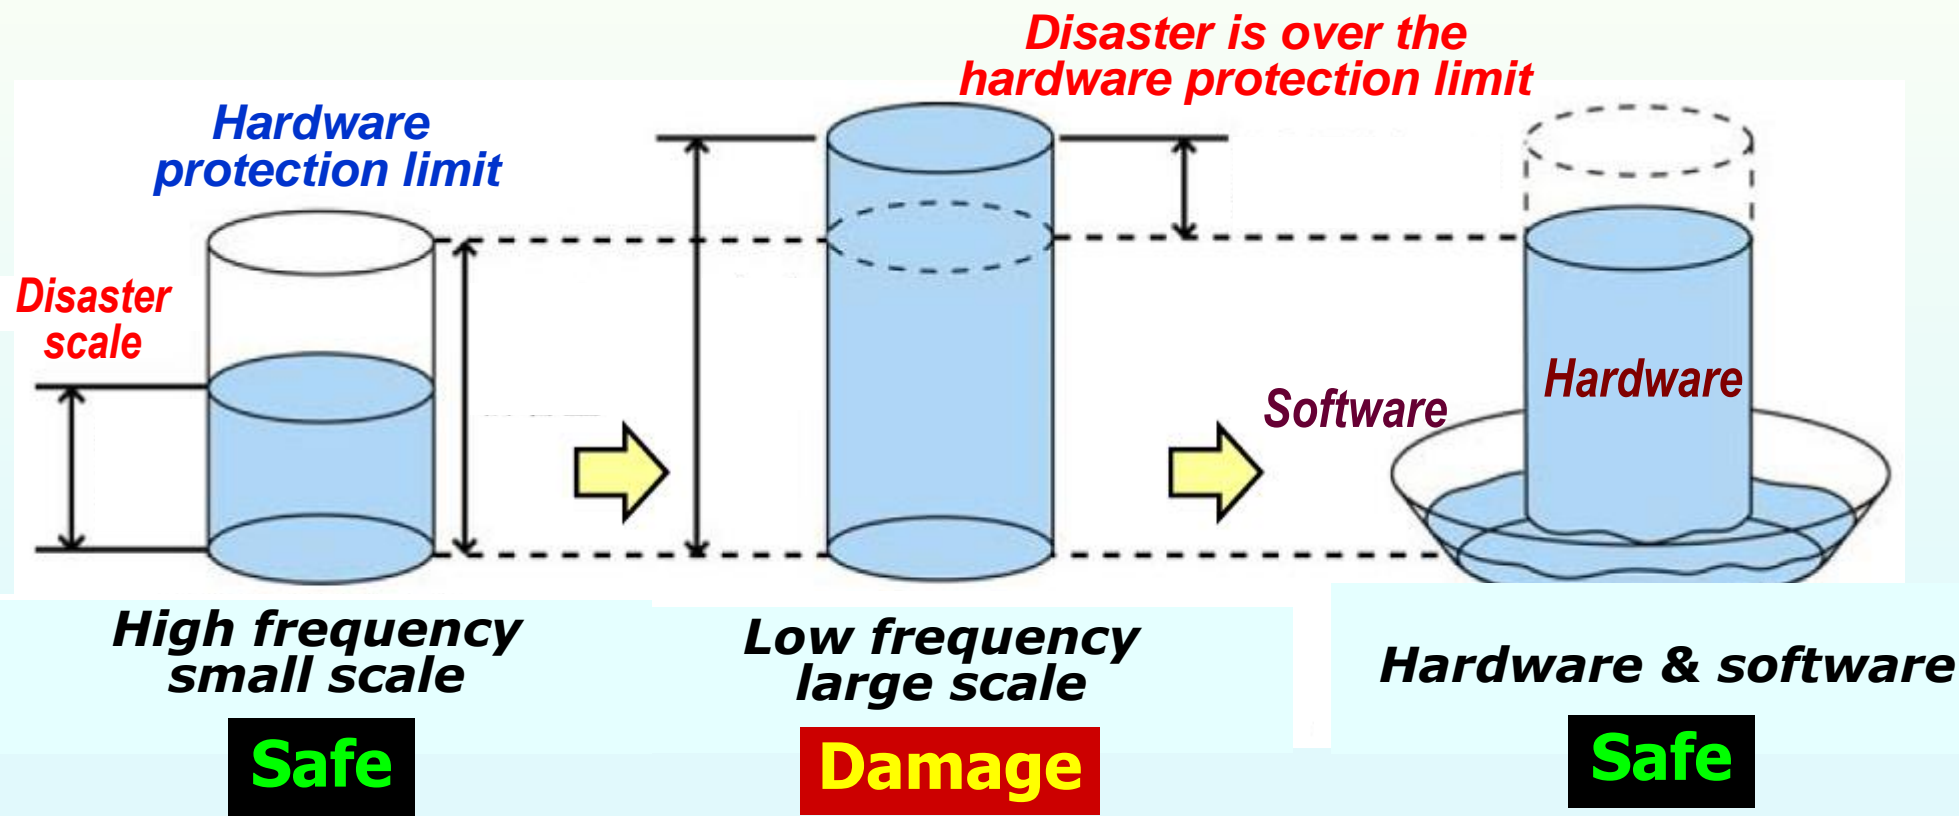 Disaster is over the
hardware protection limit
Hardware
protection limit
Disaster
scale
Software
Hardware
High frequency
small scale
Safe
Low frequency
large scale
Damage
Hardware & software
Safe